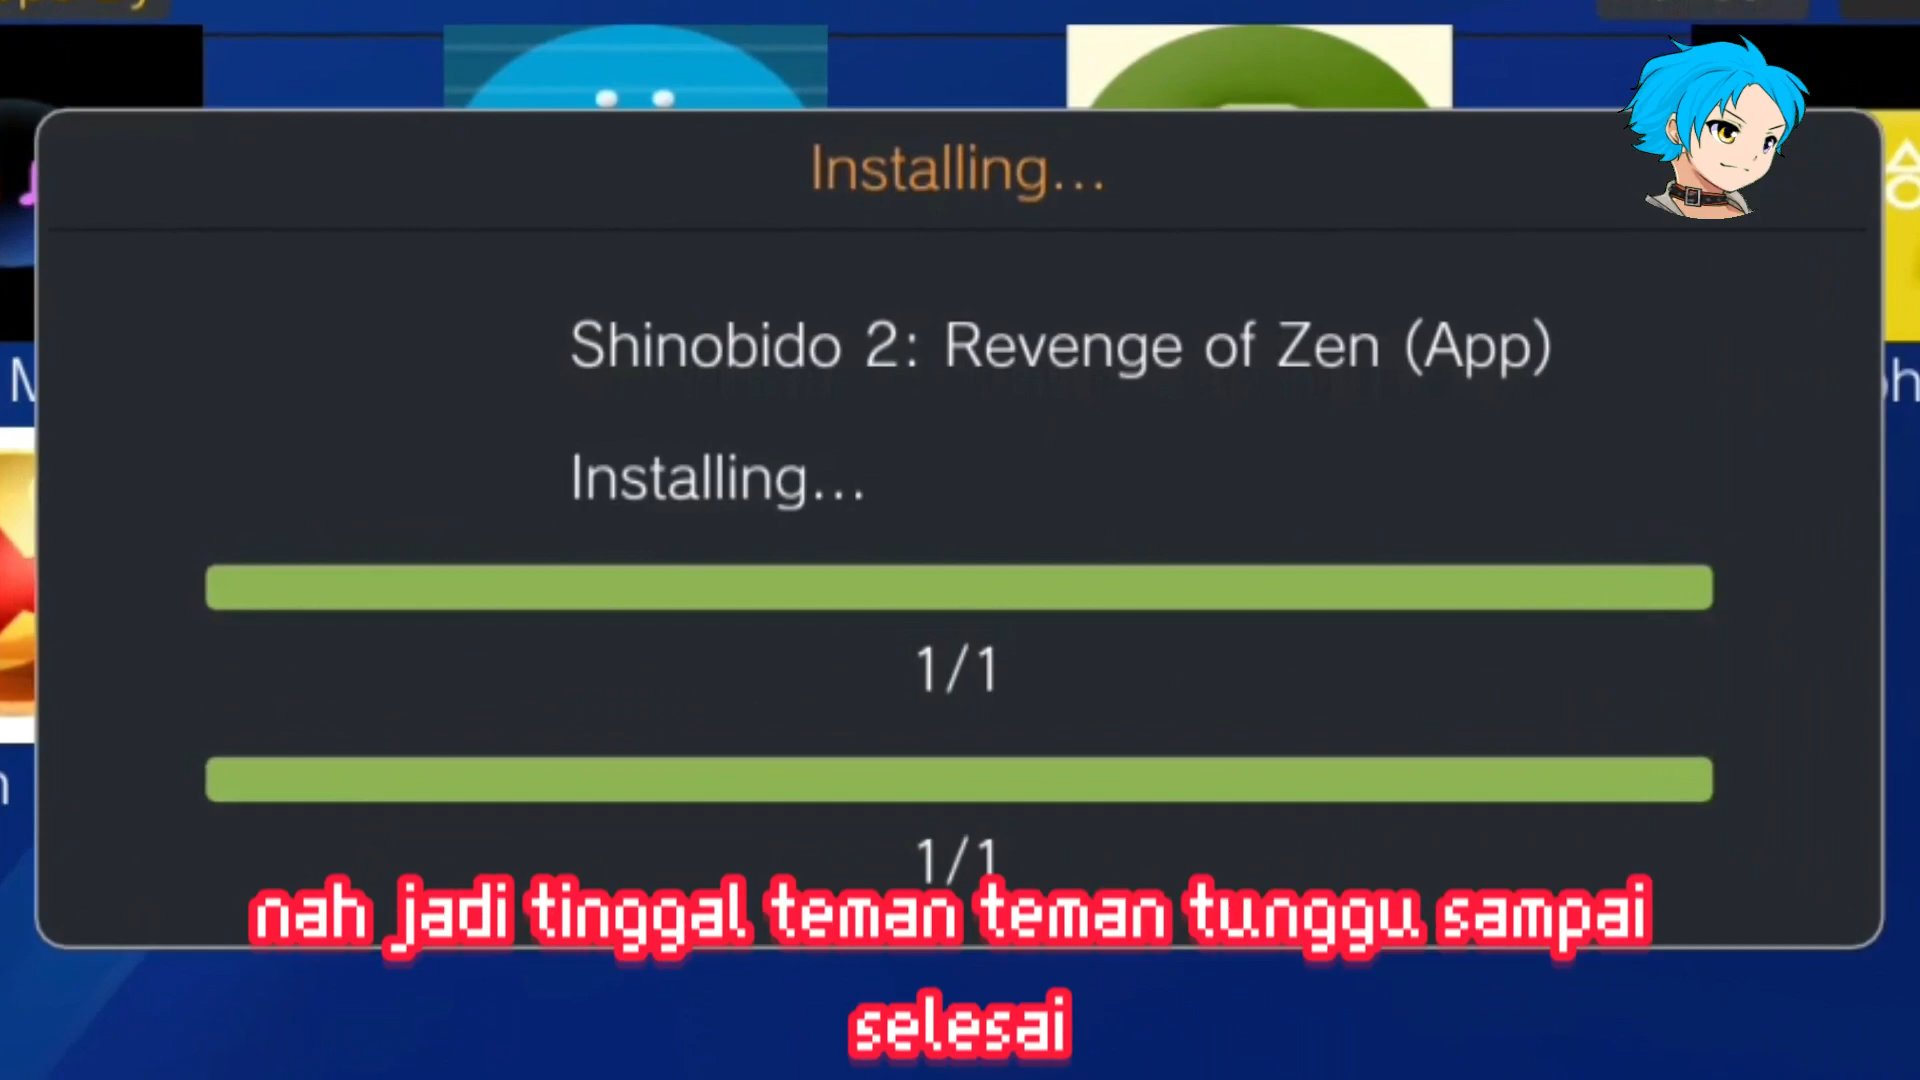 Installing...
Shinobido 2: Revenge of Zen (App)
Installing...
1/1
1/1
nah jadi tinggal teman teman tunggu sampai
selesai